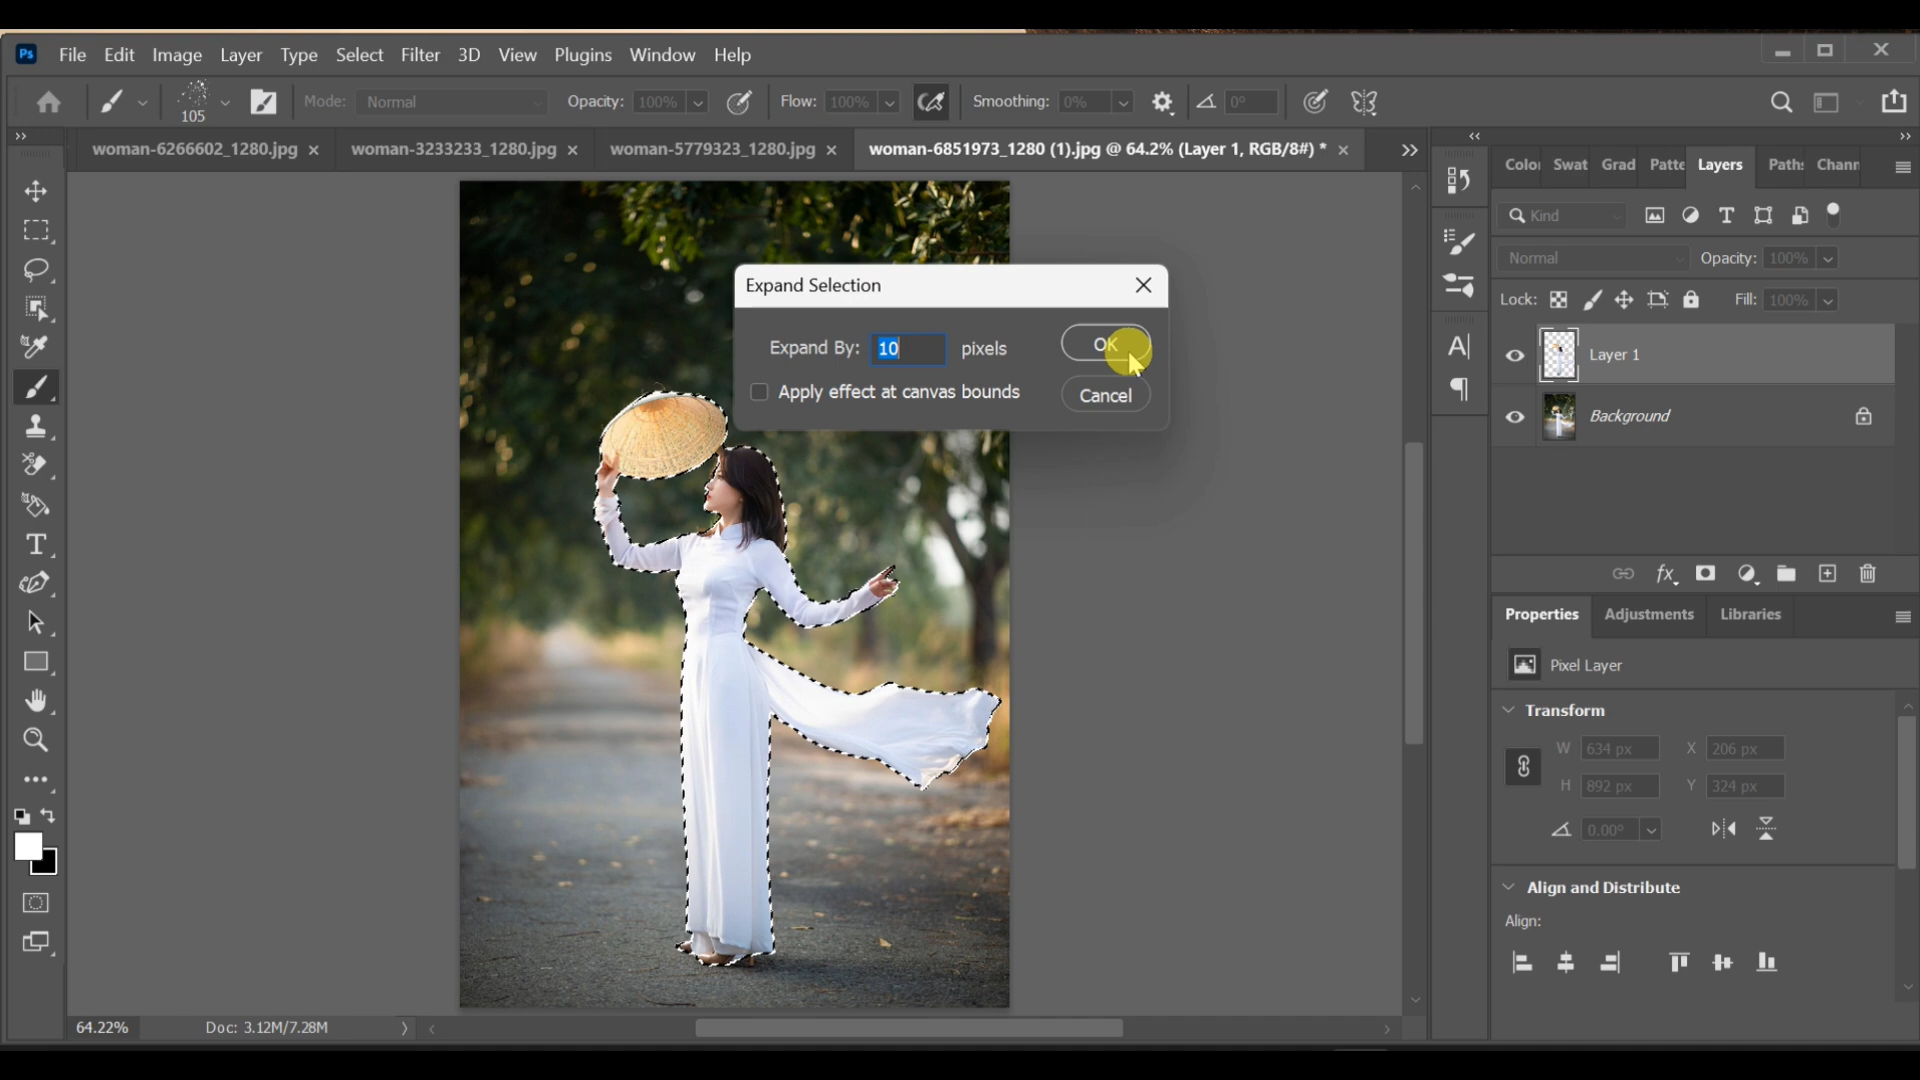 Ps File Edit Image Layer Type Select Filter 3D View Plugins Window Help
105 Mode: Normal Opacity: 100% Flow: 100% Smoothing: 0% 0°
woman-6266602_1280.jpg × woman-3233233_1280.jpg × woman-5779323_1280.jpg × woman-6851973_1280 (1).jpg @ 64.2% (Layer 1, RGB/8#) * ×
Colo Swat Grad Patte Layers Paths Chann
Kind
Normal Opacity: 100%
Lock: Fill: 100%
Layer 1
Background
Expand Selection
Expand By: 10 pixels OK
Apply effect at canvas bounds Cancel
Properties Adjustments Libraries
Pixel Layer
Transform
W 634 px X 206 px
H 892 px Y 324 px
0.00°
Align and Distribute
Align:
64.22% Doc: 3.12M/7.28M